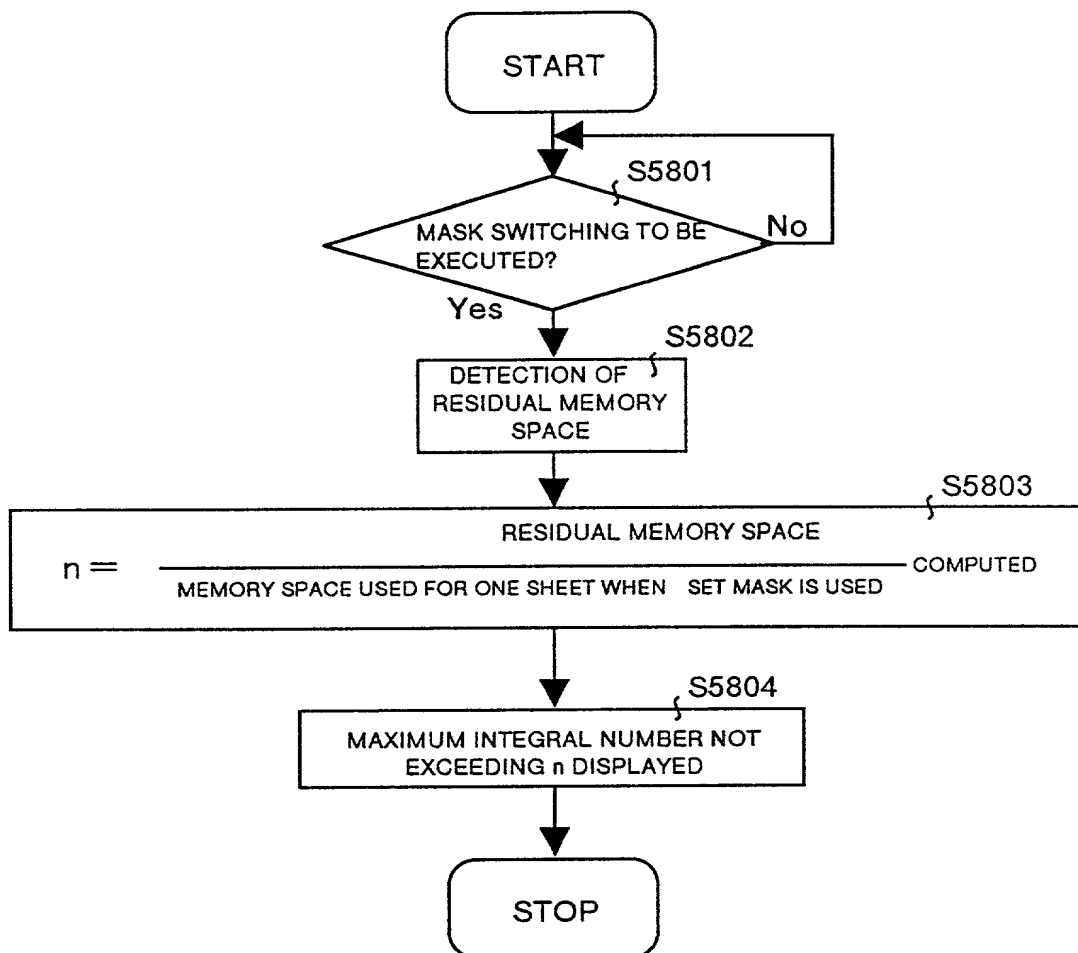 START
S5801
MASK SWITCHING TO BE
EXECUTED?
No
Yes
S5802
DETECTION OF
RESIDUAL MEMORY
SPACE
S5803
RESIDUAL MEMORY SPACE
n =
COMPUTED
MEMORY SPACE USED FOR ONE SHEET WHEN SET MASK IS USED
S5804
MAXIMUM INTEGRAL NUMBER NOT
EXCEEDING n DISPLAYED
STOP